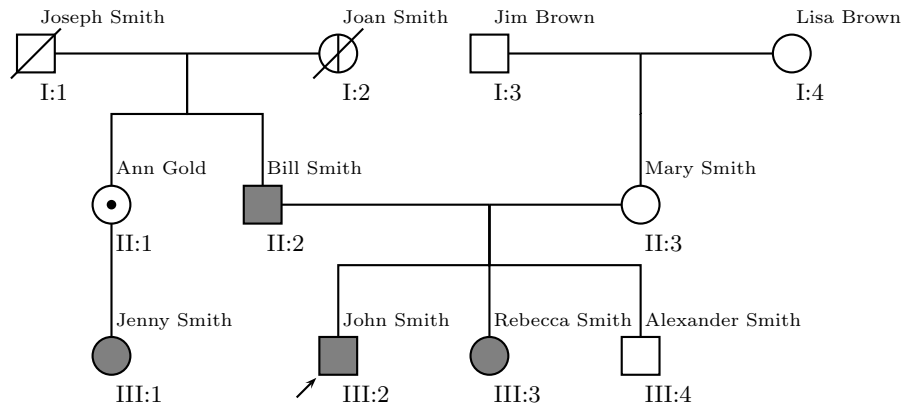 Joseph Smith Joan Smith Jim Brown Lisa Brown
I:1 I:2 I:3 I:4
Ann Gold Bill Smith Mary Smith
II:1 II:2 II:3
Jenny Smith John Smith Rebecca Smith Alexander Smith
III:1 III:2 III:3 III:4